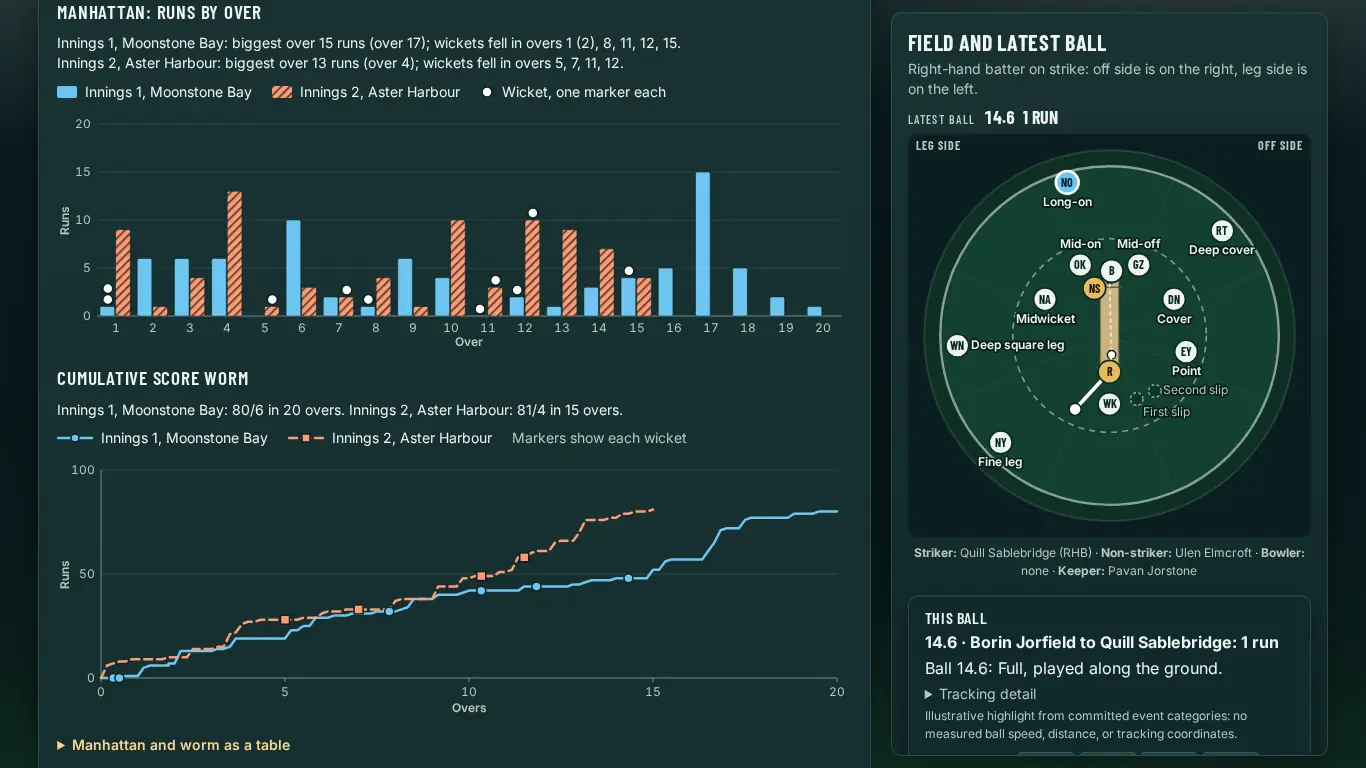 MANHATTAN: RUNS BY OVER
Innings 1, Moonstone Bay: biggest over 15 runs (over 17); wickets fell in overs 1 (2), 8, 11, 12, 15.
Innings 2, Aster Harbour: biggest over 13 runs (over 4); wickets fell in overs 5, 7, 11, 12.
Innings 1, Moonstone Bay
Innings 2, Aster Harbour
Wicket, one marker each
20
15
10
5
0
Runs
1 2 3 4 5 6 7 8 9 10 11 12 13 14 15 16 17 18 19 20
Over
CUMULATIVE SCORE WORM
Innings 1, Moonstone Bay: 80/6 in 20 overs. Innings 2, Aster Harbour: 81/4 in 15 overs.
Innings 1, Moonstone Bay
Innings 2, Aster Harbour
Markers show each wicket
100
50
0
Runs
0 5 10 15 20
Overs
Manhattan and worm as a table
FIELD AND LATEST BALL
Right-hand batter on strike: off side is on the right, leg side is
on the left.
LATEST BALL 14.6 1 RUN
LEG SIDE
OFF SIDE
NO
Long-on
RT
Deep cover
Mid-on
Mid-off
OK
B
GZ
NS
NA
Midwicket
DN
Cover
WN
Deep square leg
EY
Point
R
Second slip
WK
First slip
NY
Fine leg
Striker: Quill Sablebridge (RHB) · Non-striker: Ulen Elmcroft · Bowler:
none · Keeper: Pavan Jorstone
THIS BALL
14.6 · Borin Jorfield to Quill Sablebridge: 1 run
Ball 14.6: Full, played along the ground.
Tracking detail
Illustrative highlight from committed event categories: no
measured ball speed, distance, or tracking coordinates.